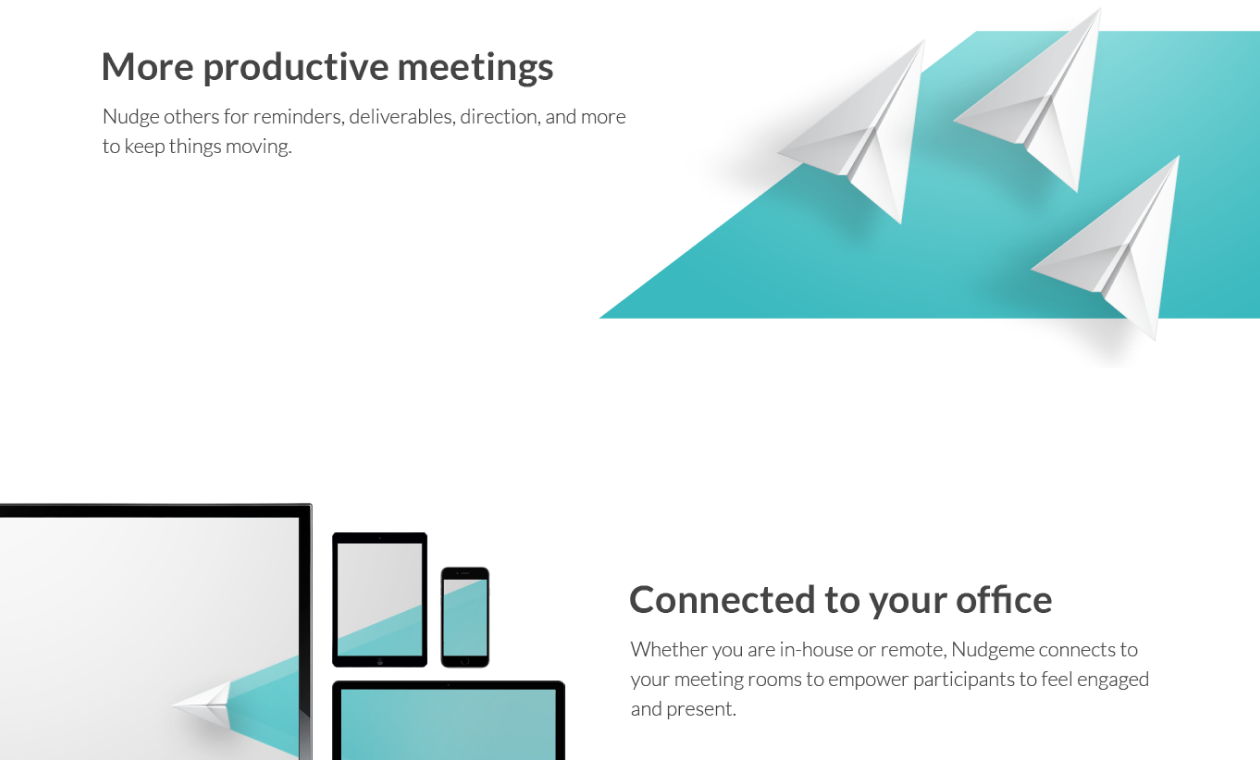 More productive meetings
Nudge others for reminders, deliverables, direction, and more
to keep things moving.
Connected to your office
Whether you are in-house or remote, Nudgeme connects to
your meeting rooms to empower participants to feel engaged
and present.